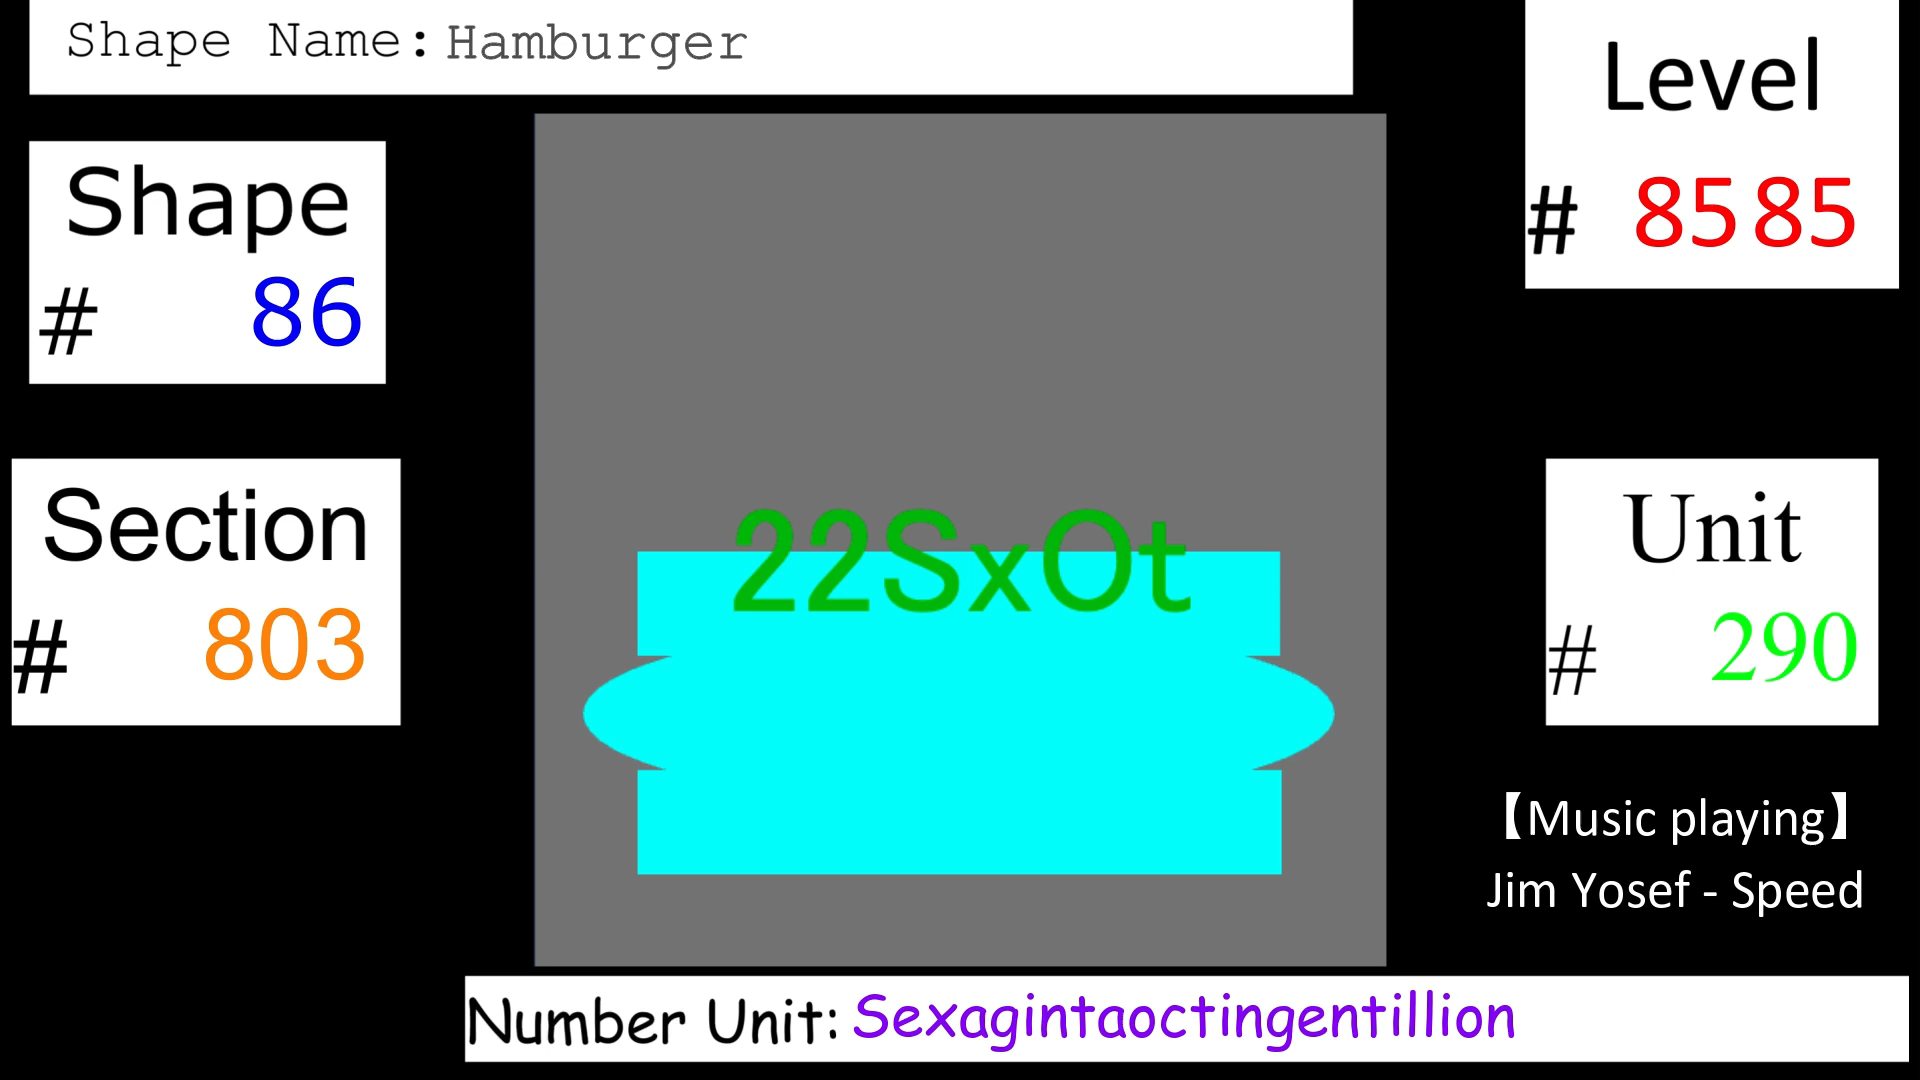 Shape Name: Hamburger
Level
# 8585
Shape
# 86
22SxOt
Section
# 803
Unit
# 290
【Music playing】
Jim Yosef - Speed
Number Unit: Sexagintaoctingentillion